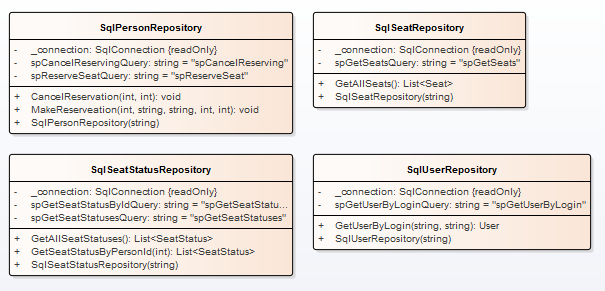 SqlPersonRepository
- _connection: SqlConnection {readOnly}
- spCancelReservingQuery: string = "spCancelReserving"
- spReserveSeatQuery: string = "spReserveSeat"
+ CancelReservation(int, int): void
+ MakeReserveation(int, string, string, int, int): void
+ SqlPersonRepository(string)
SqlSeatRepository
- _connection: SqlConnection {readOnly}
- spGetSeatsQuery: string = "spGetSeats"
+ GetAllSeats(): List<Seat>
+ SqlSeatRepository(string)
SqlSeatStatusRepository
- _connection: SqlConnection {readOnly}
- spGetSeatStatusByIdQuery: string = "spGetSeatStatu...
- spGetSeatStatusesQuery: string = "spGetSeatStatuses"
+ GetAllSeatStatuses(): List<SeatStatus>
+ GetSeatStatusByPersonId(int): List<SeatStatus>
+ SqlSeatStatusRepository(string)
SqlUserRepository
- _connection: SqlConnection {readOnly}
- spGetUserByLoginQuery: string = "spGetUserByLogin"
+ GetUserByLogin(string, string): User
+ SqlUserRepository(string)